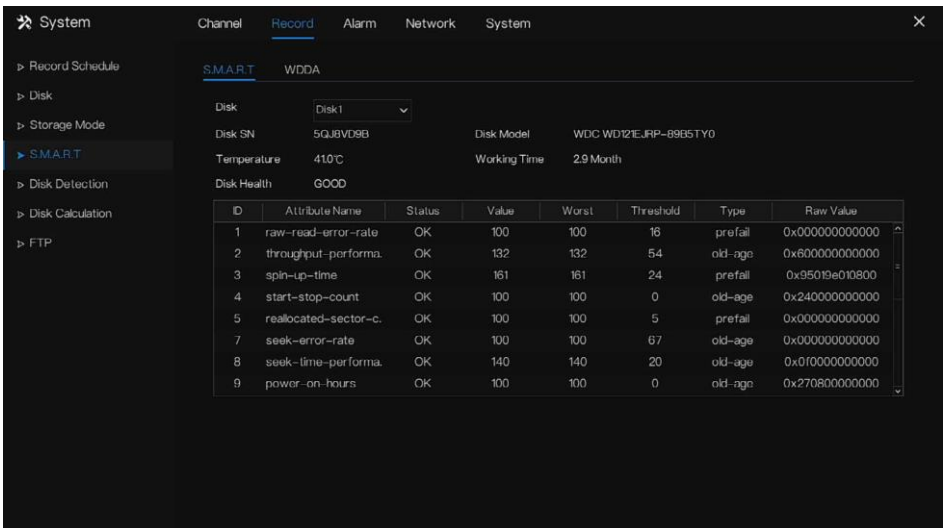 System
Channel Record Alarm Network System
Record Schedule
Disk
Storage Mode
S.M.A.R.T
Disk Detection
Disk Calculation
FTP
S.M.A.R.T WDDA
Disk Disk1
Disk SN 5QJ8VD9B Disk Model WDC WD121EJRP-89B5TY0
Temperature 41.0℃ Working Time 2.9 Month
Disk Health GOOD
ID Attribute Name Status Value Worst Threshold Type Raw Value
1 raw-read-error-rate OK 100 100 16 prefail 0x000000000000
2 throughput-performa. OK 132 132 54 old-age 0x600000000000
3 spin-up-time OK 161 161 24 prefail 0x95019e010800
4 start-stop-count OK 100 100 0 old-age 0x240000000000
5 reallocated-sector-c. OK 100 100 5 prefail 0x000000000000
7 seek-error-rate OK 100 100 67 old-age 0x000000000000
8 seek-time-performa. OK 140 140 20 old-age 0x0f0000000000
9 power-on-hours OK 100 100 0 old-age 0x270800000000